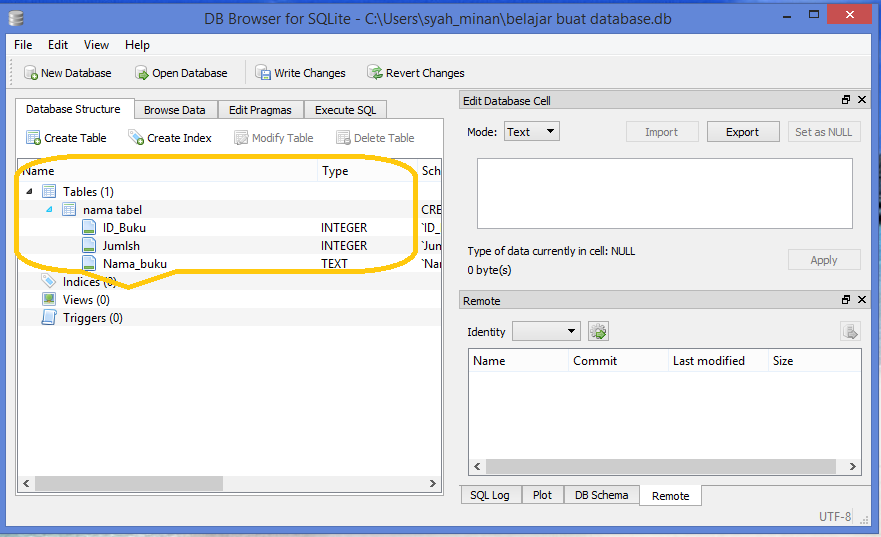 DB Browser for SQLite - C:\Users\syah_minan\belajar buat database.db
File Edit View Help
New Database Open Database Write Changes Revert Changes
Database Structure Browse Data Edit Pragmas Execute SQL
Create Table Create Index Modify Table Delete Table
Name Type Sch
Tables (1)
nama tabel CRE
ID_Buku INTEGER `ID_
Jumlsh INTEGER `Jun
Nama_buku TEXT `Nar
Indices (0)
Views (0)
Triggers (0)
Edit Database Cell
Mode: Text Import Export Set as NULL
Type of data currently in cell: NULL
0 byte(s)
Apply
Remote
Identity
Name Commit Last modified Size
SQL Log Plot DB Schema Remote
UTF-8